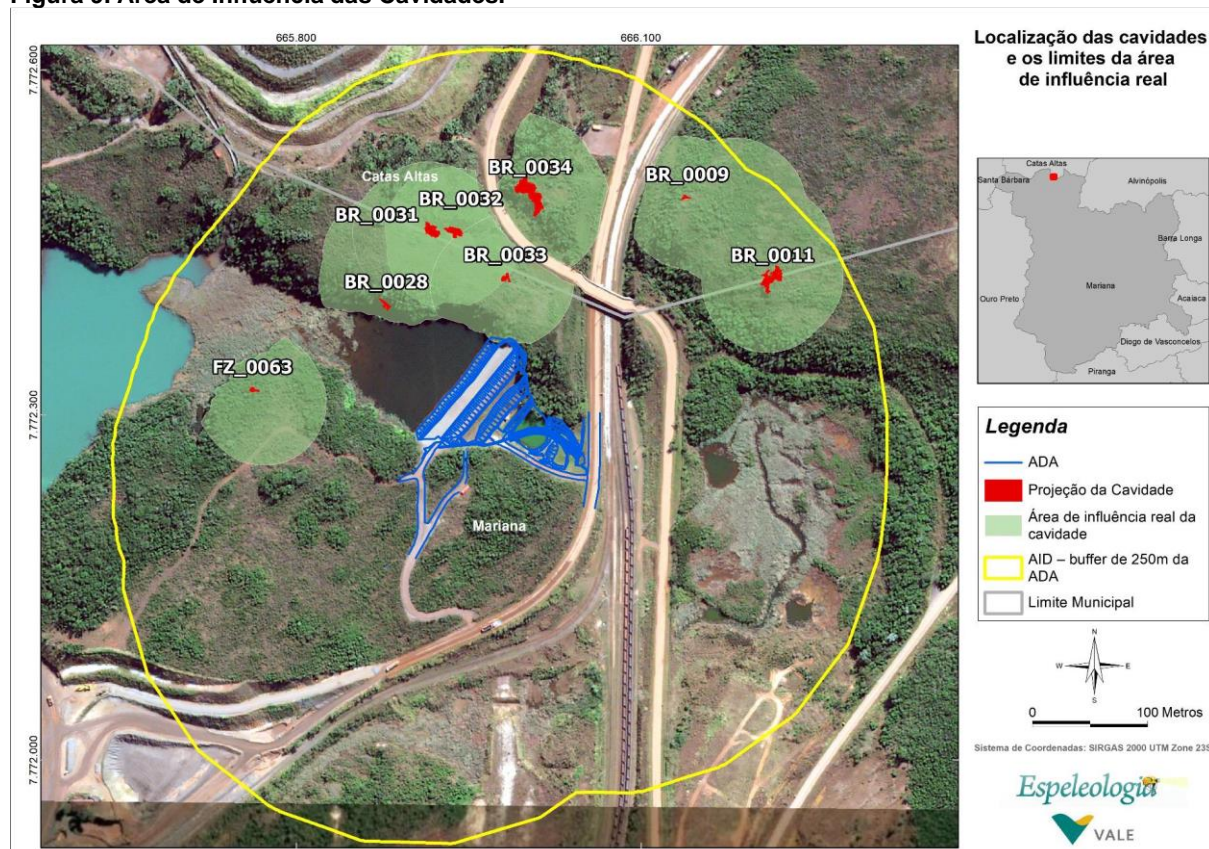 Figura 9: Área de Influência das Cavidades.
665.800
666.100
7.772.600
7.772.300
7.772.000
Catas Altas
BR_0034
BR_0009
BR_0031
BR_0032
BR_0033
BR_0011
BR_0028
FZ_0063
Mariana
Localização das cavidades
e os limites da área
de influência real
Catas Altas
Santa Bárbara
Alvinópolis
Barra Longa
Mariana
Ouro Preto
Acaiaca
Diogo de Vasconcelos
Piranga
Legenda
ADA
Projeção da Cavidade
Área de influência real da
cavidade
AID – buffer de 250m da
ADA
Limite Municipal
N
W
E
S
0
100 Metros
Sistema de Coordenadas: SIRGAS 2000 UTM Zone 23S
Espeleologia
VALE